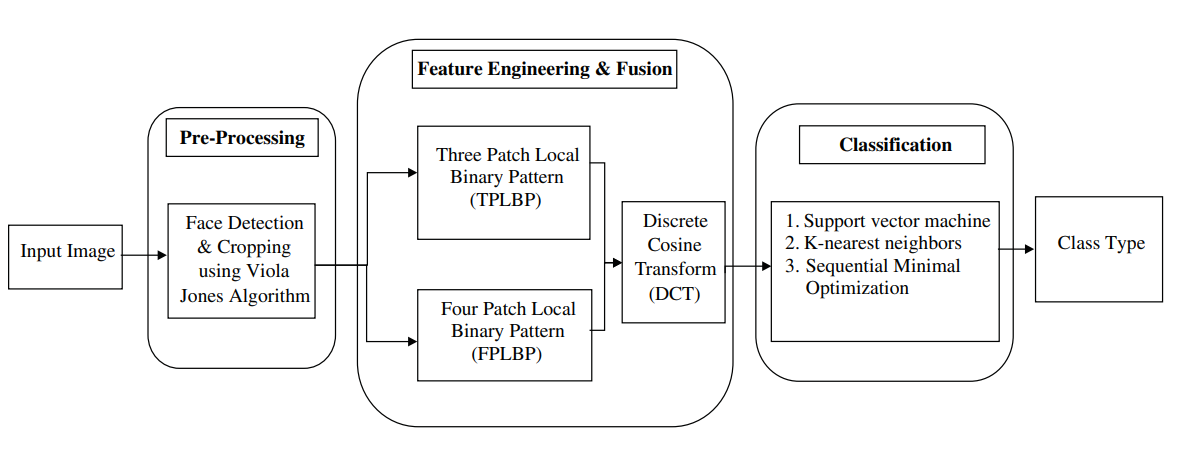 Input Image
Pre-Processing
Face Detection
& Cropping
using Viola
Jones Algorithm
Feature Engineering & Fusion
Three Patch Local
Binary Pattern
(TPLBP)
Four Patch Local
Binary Pattern
(FPLBP)
Discrete
Cosine
Transform
(DCT)
Classification
1. Support vector machine
2. K-nearest neighbors
3. Sequential Minimal
Optimization
Class Type